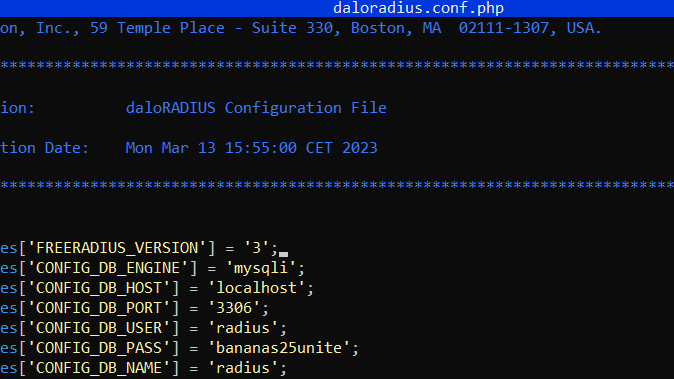 daloradius.conf.php
on, Inc., 59 Temple Place - Suite 330, Boston, MA  02111-1307, USA.
***************************************************************************
ion:          daloRADIUS Configuration File
tion Date:    Mon Mar 13 15:55:00 CET 2023
***************************************************************************
es['FREERADIUS_VERSION'] = '3';
es['CONFIG_DB_ENGINE'] = 'mysqli';
es['CONFIG_DB_HOST'] = 'localhost';
es['CONFIG_DB_PORT'] = '3306';
es['CONFIG_DB_USER'] = 'radius';
es['CONFIG_DB_PASS'] = 'bananas25unite';
es['CONFIG_DB_NAME'] = 'radius';